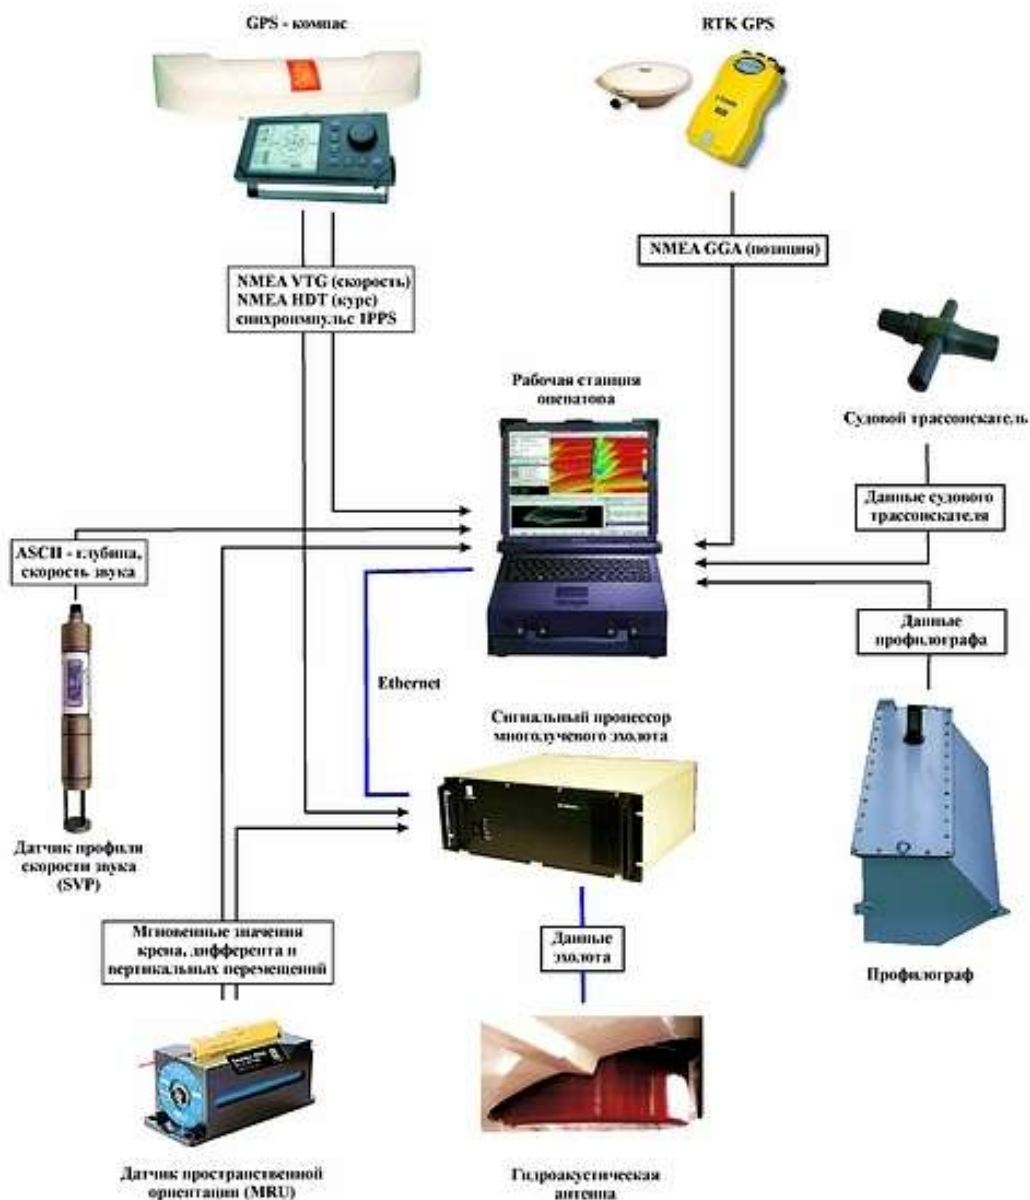 GPS - компас
RTK GPS
NMEA GGA (позиция)
NMEA VTG (скорость)
NMEA HDT (курс)
синхроимпульс 1PPS
Рабочая станция
оператора
Судовой трассоискатель
Данные судового
трассоискателя
ASCII - глубина,
скорость звука
Данные
профилографа
Ethernet
Сигнальный процессор
многолучевого эхолота
Датчик профиля
скорости звука
(SVP)
Мгновенные значения
крена, дифферента и
вертикальных перемещений
Данные
эхолота
Профилограф
Датчик пространственной
ориентации (MRU)
Гидроакустическая
антенна